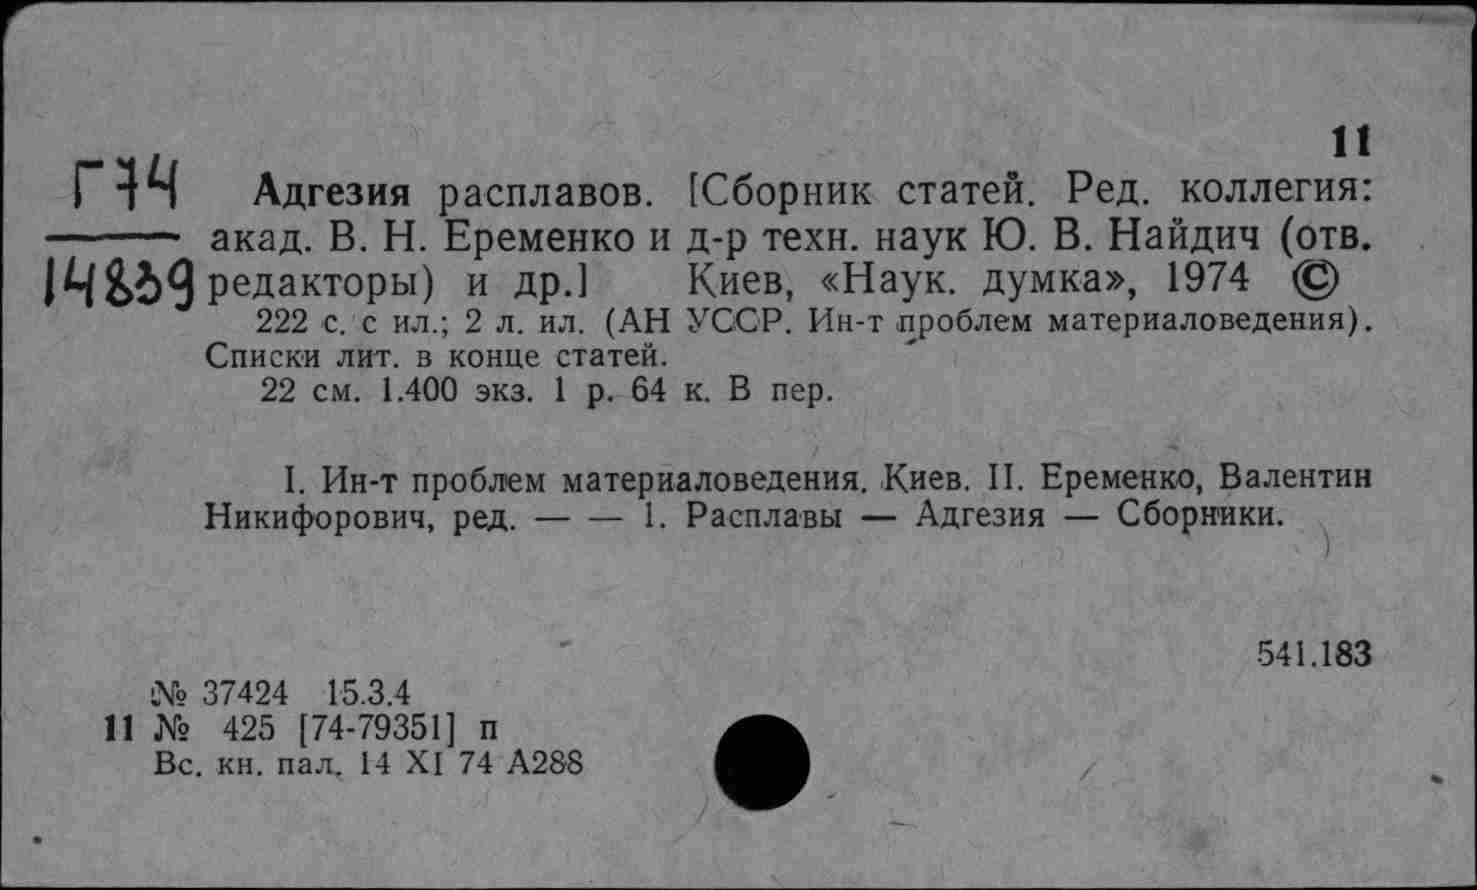 11
Г74 Адгезия расплавов. [Сборник статей. Ред. коллегия:
акад. В. Н. Еременко и д-р техн. наук Ю. В. Найдич (отв.
редакторы) и др.] Киев, «Наук. думка», 1974 ©
222 с. с ил.; 2 л. ил. (АН УССР. Ин-т проблем материаловедения).
Списки лит. в конце статей.
22 см. 1.400 экз. 1 р. 64 к. В пер.
I. Ин-т проблем материаловедения. Киев. II. Еременко, Валентин
Никифорович, ред. — — 1. Расплавы — Адгезия — Сборники.
541.183
№ 37424 15.3.4
11 № 425 [74-79351] п
Вс. кн. пал. 14 XI 74 А288